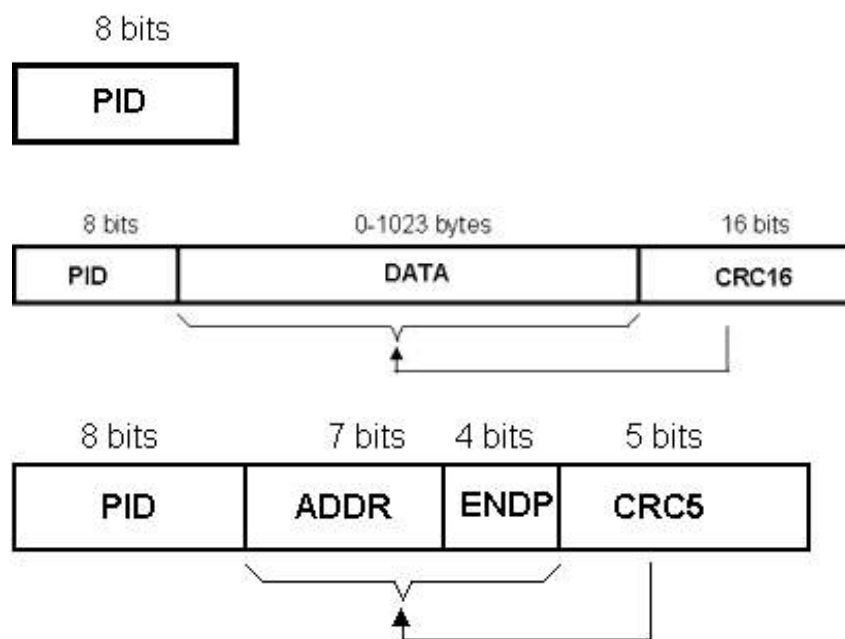 8 bits
PID
8 bits 0-1023 bytes 16 bits
PID DATA CRC16
8 bits 7 bits 4 bits 5 bits
PID ADDR ENDP CRC5